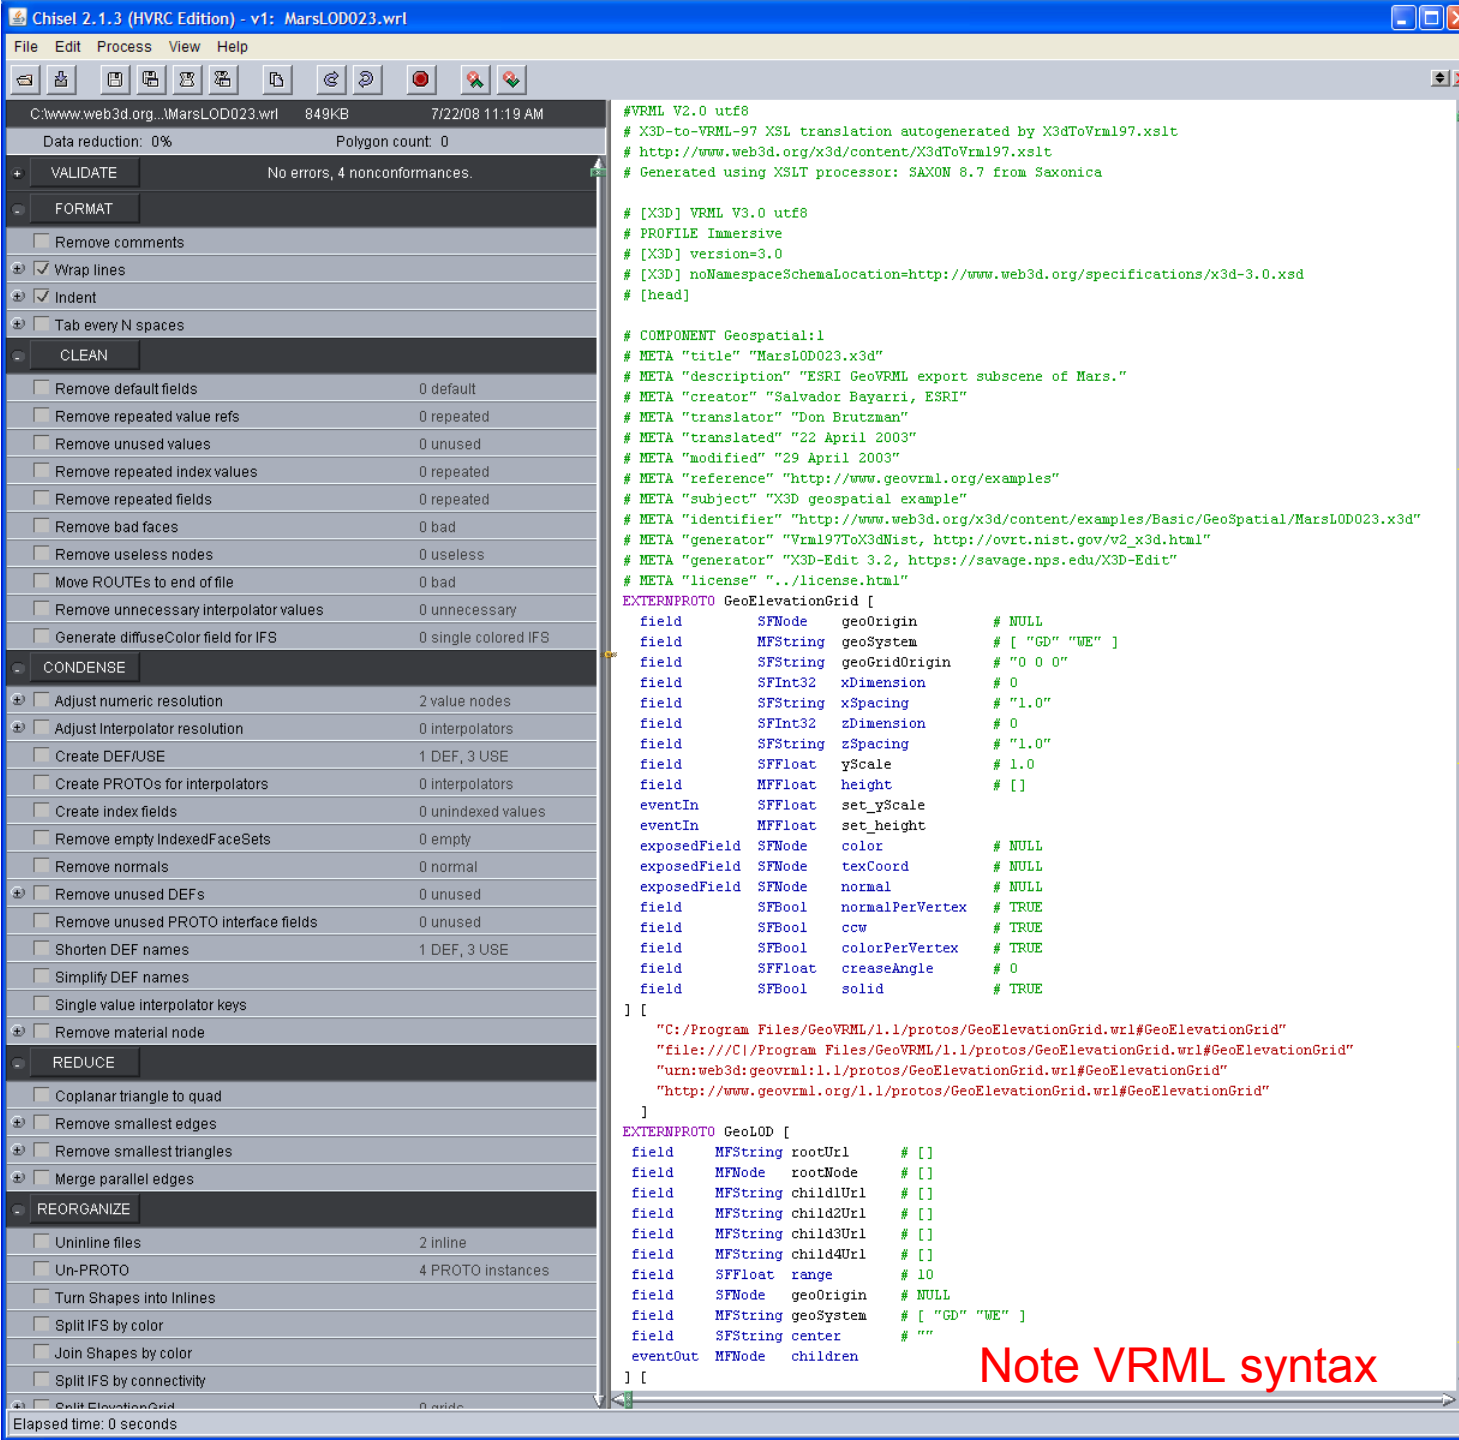 Chisel 2.1.3 (HVRC Edition) - v1: MarsLOD023.wrl
File Edit Process View Help
C:\www.web3d.org...\MarsLOD023.wrl 849KB 7/22/08 11:19 AM
Data reduction: 0% Polygon count: 0
VALIDATE No errors, 4 nonconformances.
FORMAT
Remove comments
Wrap lines
Indent
Tab every N spaces
CLEAN
Remove default fields 0 default
Remove repeated value refs 0 repeated
Remove unused values 0 unused
Remove repeated index values 0 repeated
Remove repeated fields 0 repeated
Remove bad faces 0 bad
Remove useless nodes 0 useless
Move ROUTEs to end of file 0 bad
Remove unnecessary interpolator values 0 unnecessary
Generate diffuseColor field for IFS 0 single colored IFS
CONDENSE
Adjust numeric resolution 2 value nodes
Adjust Interpolator resolution 0 interpolators
Create DEF/USE 1 DEF, 3 USE
Create PROTOs for interpolators 0 interpolators
Create index fields 0 unindexed values
Remove empty IndexedFaceSets 0 empty
Remove normals 0 normal
Remove unused DEFs 0 unused
Remove unused PROTO interface fields 0 unused
Shorten DEF names 1 DEF, 3 USE
Simplify DEF names
Single value interpolator keys
Remove material node
REDUCE
Coplanar triangle to quad
Remove smallest edges
Remove smallest triangles
Merge parallel edges
REORGANIZE
Uninline files 2 inline
Un-PROTO 4 PROTO instances
Turn Shapes into Inlines
Split IFS by color
Join Shapes by color
Split IFS by connectivity
Split ElevationGrid 0 grids
Elapsed time: 0 seconds
#VRML V2.0 utf8
# X3D-to-VRML-97 XSL translation autogenerated by X3dToVrml97.xslt
# http://www.web3d.org/x3d/content/X3dToVrml97.xslt
# Generated using XSLT processor: SAXON 8.7 from Saxonica
# [X3D] VRML V3.0 utf8
# PROFILE Immersive
# [X3D] version=3.0
# [X3D] noNamespaceSchemaLocation=http://www.web3d.org/specifications/x3d-3.0.xsd
# [head]
# COMPONENT Geospatial:1
# META "title" "MarsLOD023.x3d"
# META "description" "ESRI GeoVRML export subscene of Mars."
# META "creator" "Salvador Bayarri, ESRI"
# META "translator" "Don Brutzman"
# META "translated" "22 April 2003"
# META "modified" "29 April 2003"
# META "reference" "http://www.geovrml.org/examples"
# META "subject" "X3D geospatial example"
# META "identifier" "http://www.web3d.org/x3d/content/examples/Basic/GeoSpatial/MarsLOD023.x3d"
# META "generator" "Vrml97ToX3dNist, http://ovrt.nist.gov/v2_x3d.html"
# META "generator" "X3D-Edit 3.2, https://savage.nps.edu/X3D-Edit"
# META "license" "../license.html"
EXTERNPROTO GeoElevationGrid [
field SFNode geoOrigin # NULL
field MFString geoSystem # [ "GD" "WE" ]
field SFString geoGridOrigin # "0 0 0"
field SFInt32 xDimension # 0
field SFString xSpacing # "1.0"
field SFInt32 zDimension # 0
field SFString zSpacing # "1.0"
field SFFloat yScale # 1.0
field MFFloat height # []
eventIn SFFloat set_yScale
eventIn MFFloat set_height
exposedField SFNode color # NULL
exposedField SFNode texCoord # NULL
exposedField SFNode normal # NULL
field SFBool normalPerVertex # TRUE
field SFBool ccw # TRUE
field SFBool colorPerVertex # TRUE
field SFFloat creaseAngle # 0
field SFBool solid # TRUE
] [
"C:/Program Files/GeoVRML/1.1/protos/GeoElevationGrid.wrl#GeoElevationGrid"
"file:///C|/Program Files/GeoVRML/1.1/protos/GeoElevationGrid.wrl#GeoElevationGrid"
"urn:web3d:geovrml:1.1/protos/GeoElevationGrid.wrl#GeoElevationGrid"
"http://www.geovrml.org/1.1/protos/GeoElevationGrid.wrl#GeoElevationGrid"
]
EXTERNPROTO GeoLOD [
field MFString rootUrl # []
field MFNode rootNode # []
field MFString child1Url # []
field MFString child2Url # []
field MFString child3Url # []
field MFString child4Url # []
field SFFloat range # 10
field SFNode geoOrigin # NULL
field MFString geoSystem # [ "GD" "WE" ]
field SFString center # ""
eventOut MFNode children
] [
Note VRML syntax